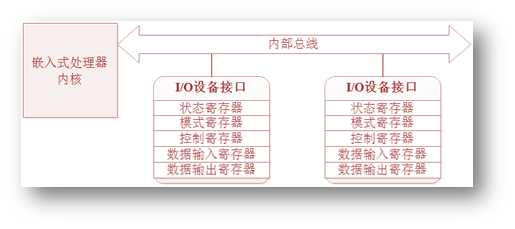 嵌入式处理器
内核
内部总线
I/O设备接口
状态寄存器
模式寄存器
控制寄存器
数据输入寄存器
数据输出寄存器
I/O设备接口
状态寄存器
模式寄存器
控制寄存器
数据输入寄存器
数据输出寄存器